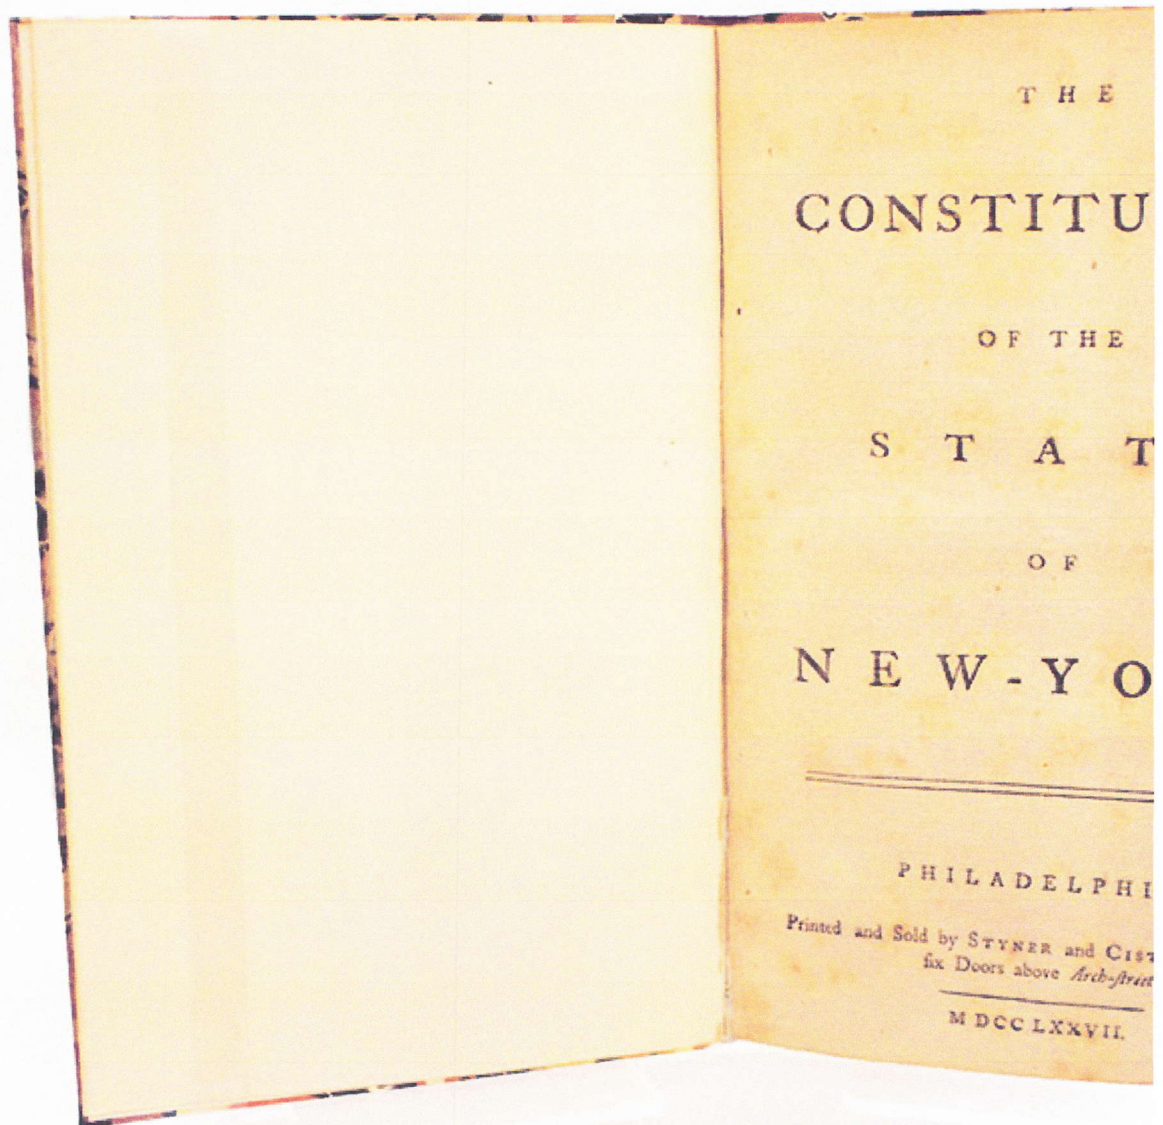 THE
CONSTITU
OF THE
STAT
OF
NEW-YO
PHILADELPHI
Printed and Sold by STYNER and CIST
ſix Doors above Arch-ſtreet
MDCCLXXVII.